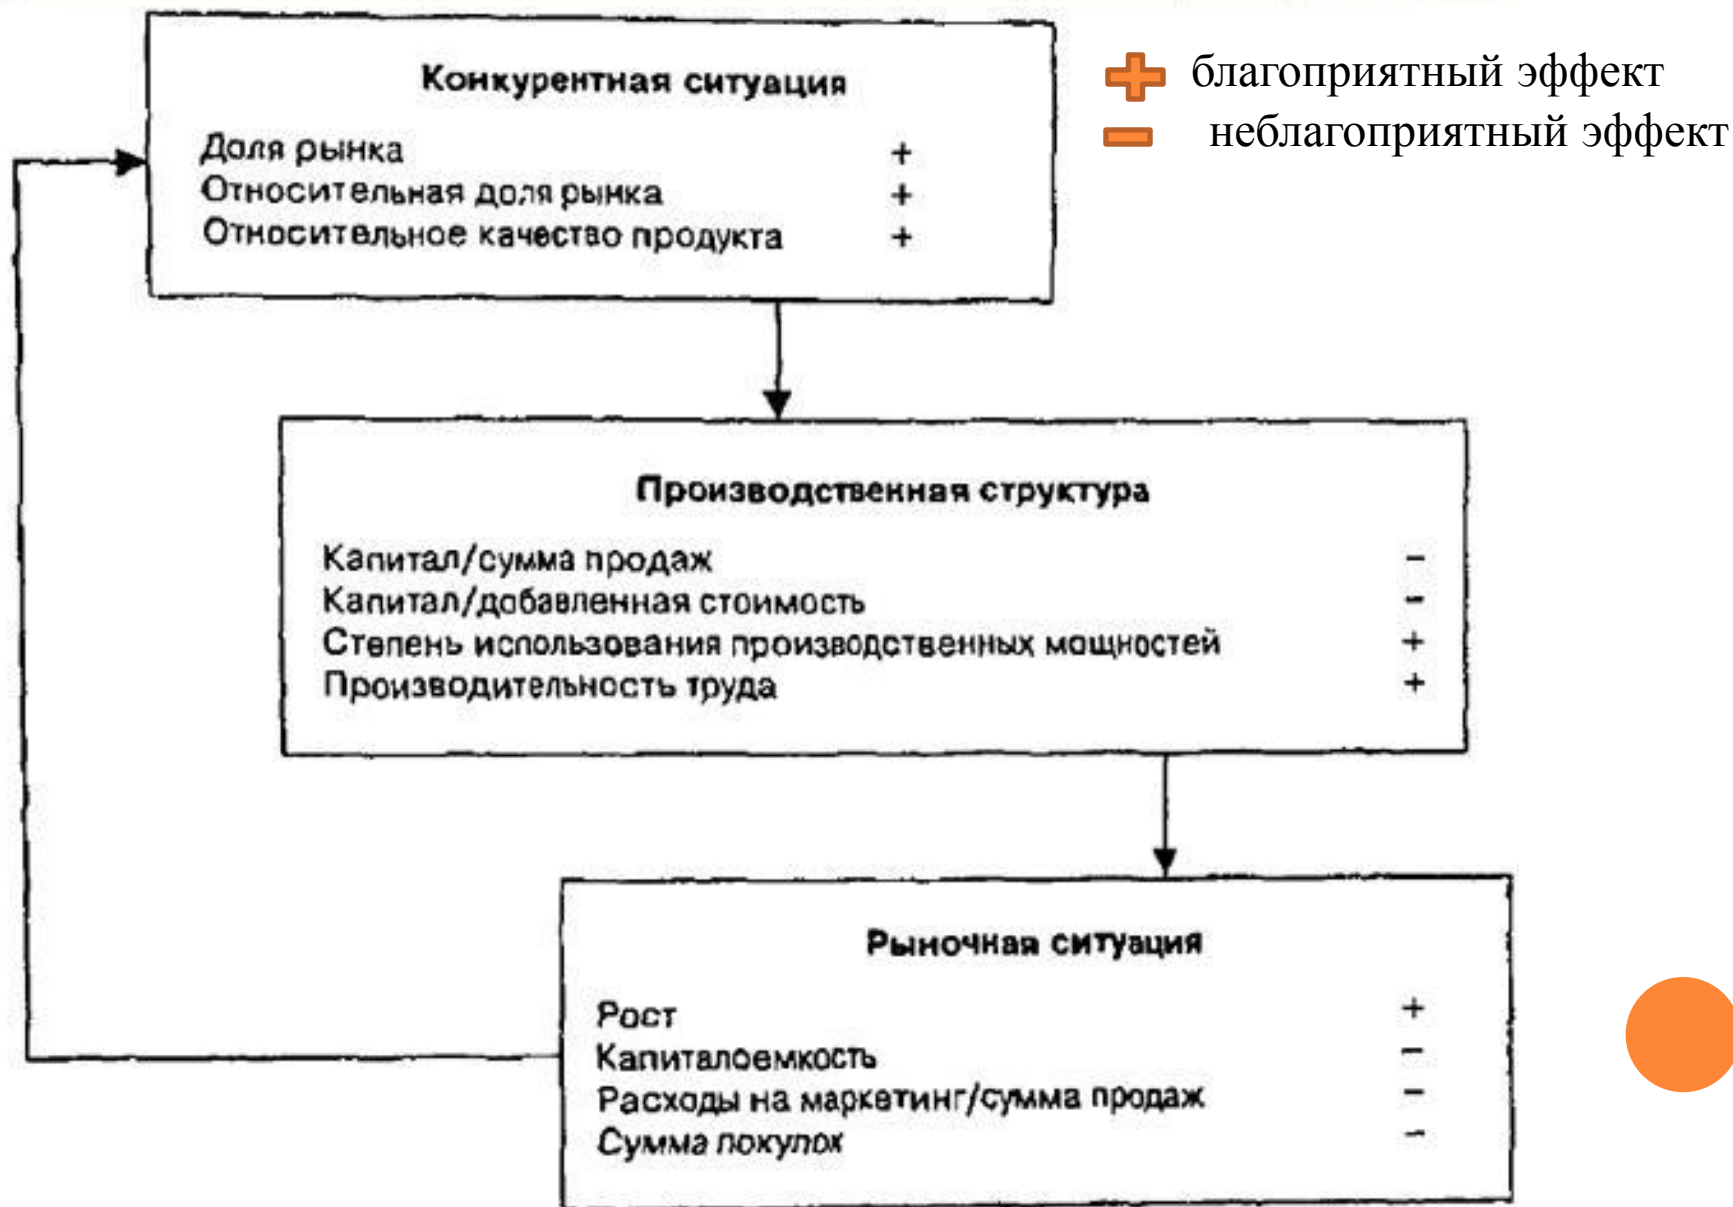 Конкурентная ситуация
Доля рынка +
Относительная доля рынка +
Относительное качество продукта +
благоприятный эффект
неблагоприятный эффект
Производственная структура
Капитал/сумма продаж –
Капитал/добавленная стоимость –
Степень использования производственных мощностей +
Производительность труда +
Рыночная ситуация
Рост +
Капиталоемкость –
Расходы на маркетинг/сумма продаж –
Сумма покупок –